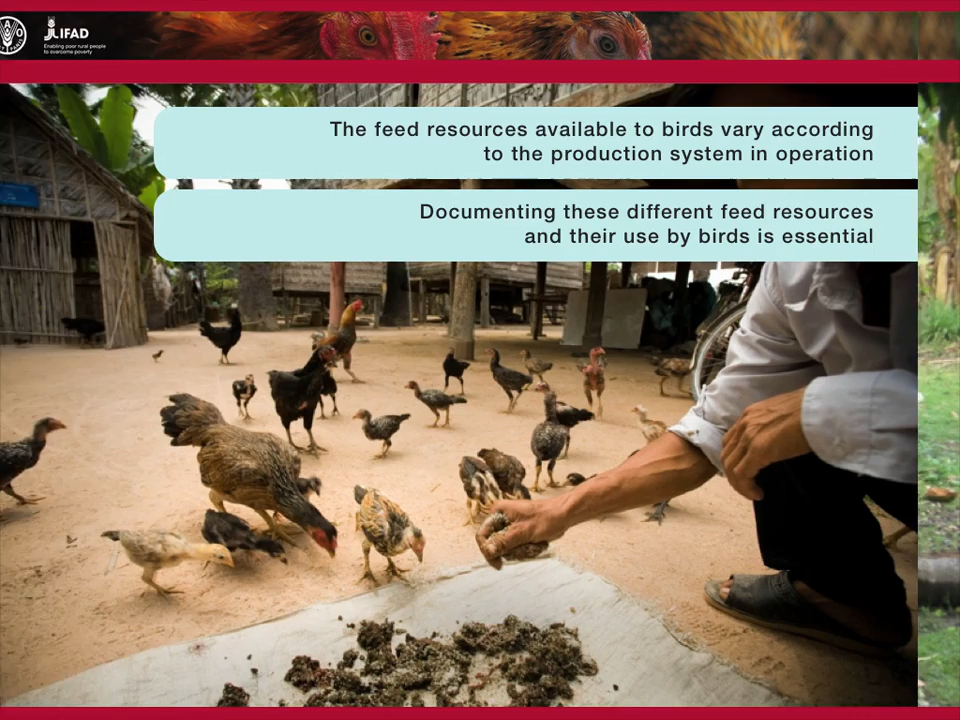 FAO
IFAD
Enabling poor rural people
to overcome poverty
The feed resources available to birds vary according
to the production system in operation
Documenting these different feed resources
and their use by birds is essential